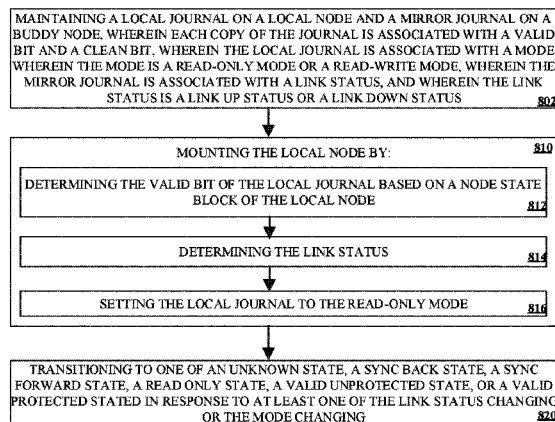 MAINTAINING A LOCAL JOURNAL ON A LOCAL NODE AND A MIRROR JOURNAL ON A
BUDDY NODE, WHEREIN EACH COPY OF THE JOURNAL IS ASSOCIATED WITH A VALID
BIT AND A CLEAN BIT, WHEREIN THE LOCAL JOURNAL IS ASSOCIATED WITH A MODE
WHEREIN THE MODE IS A READ-ONLY MODE OR A READ-WRITE MODE, WHEREIN THE
MIRROR JOURNAL IS ASSOCIATED WITH A LINK STATUS, AND WHEREIN THE LINK
STATUS IS A LINK UP STATUS OR A LINK DOWN STATUS
802
810
MOUNTING THE LOCAL NODE BY:
DETERMINING THE VALID BIT OF THE LOCAL JOURNAL BASED ON A NODE STATE
BLOCK OF THE LOCAL NODE
812
DETERMINING THE LINK STATUS
814
SETTING THE LOCAL JOURNAL TO THE READ-ONLY MODE
816
TRANSITIONING TO ONE OF AN UNKNOWN STATE, A SYNC BACK STATE, A SYNC
FORWARD STATE, A READ ONLY STATE, A VALID UNPROTECTED STATE, OR A VALID
PROTECTED STATED IN RESPONSE TO AT LEAST ONE OF THE LINK STATUS CHANGING
OR THE MODE CHANGING
820